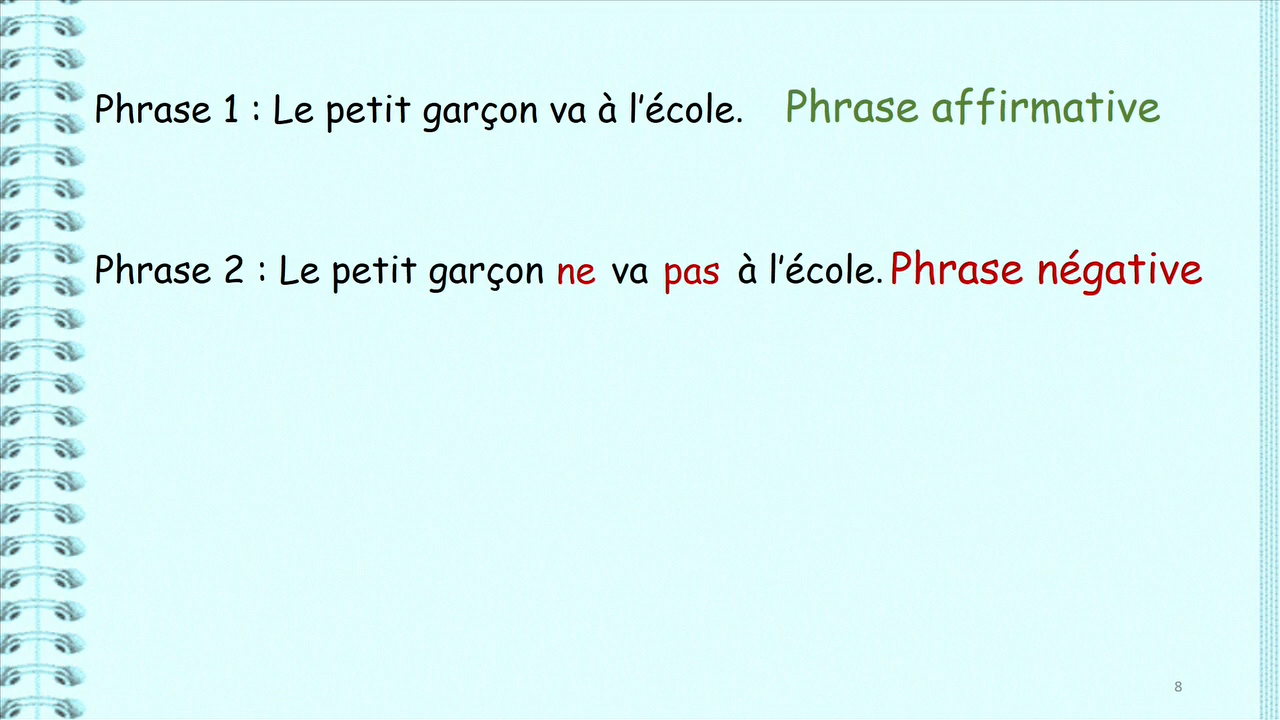 Phrase 1 : Le petit garçon va à l’école. Phrase affirmative
Phrase 2 : Le petit garçon ne va pas à l’école. Phrase négative
8